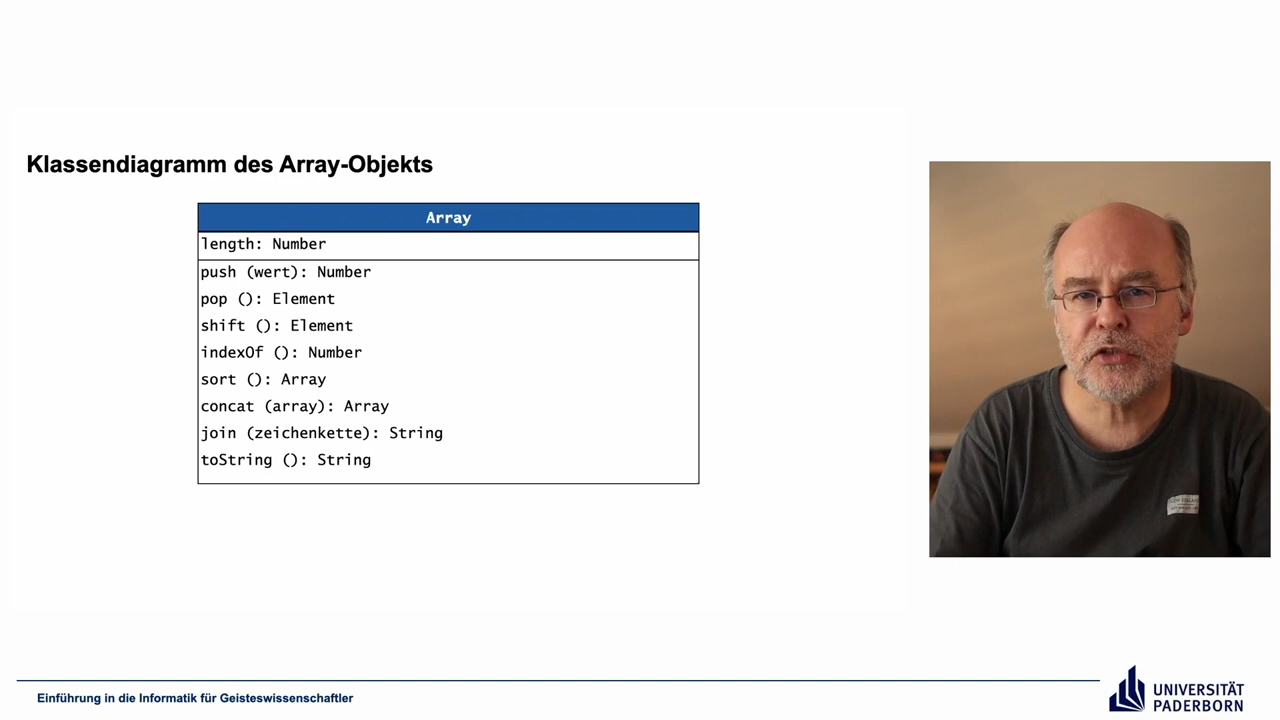 Klassendiagramm des Array-Objekts
Array
length: Number
push (wert): Number
pop (): Element
shift (): Element
indexOf (): Number
sort (): Array
concat (array): Array
join (zeichenkette): String
toString (): String
Einführung in die Informatik für Geisteswissenschaftler
UNIVERSITÄT
PADERBORN